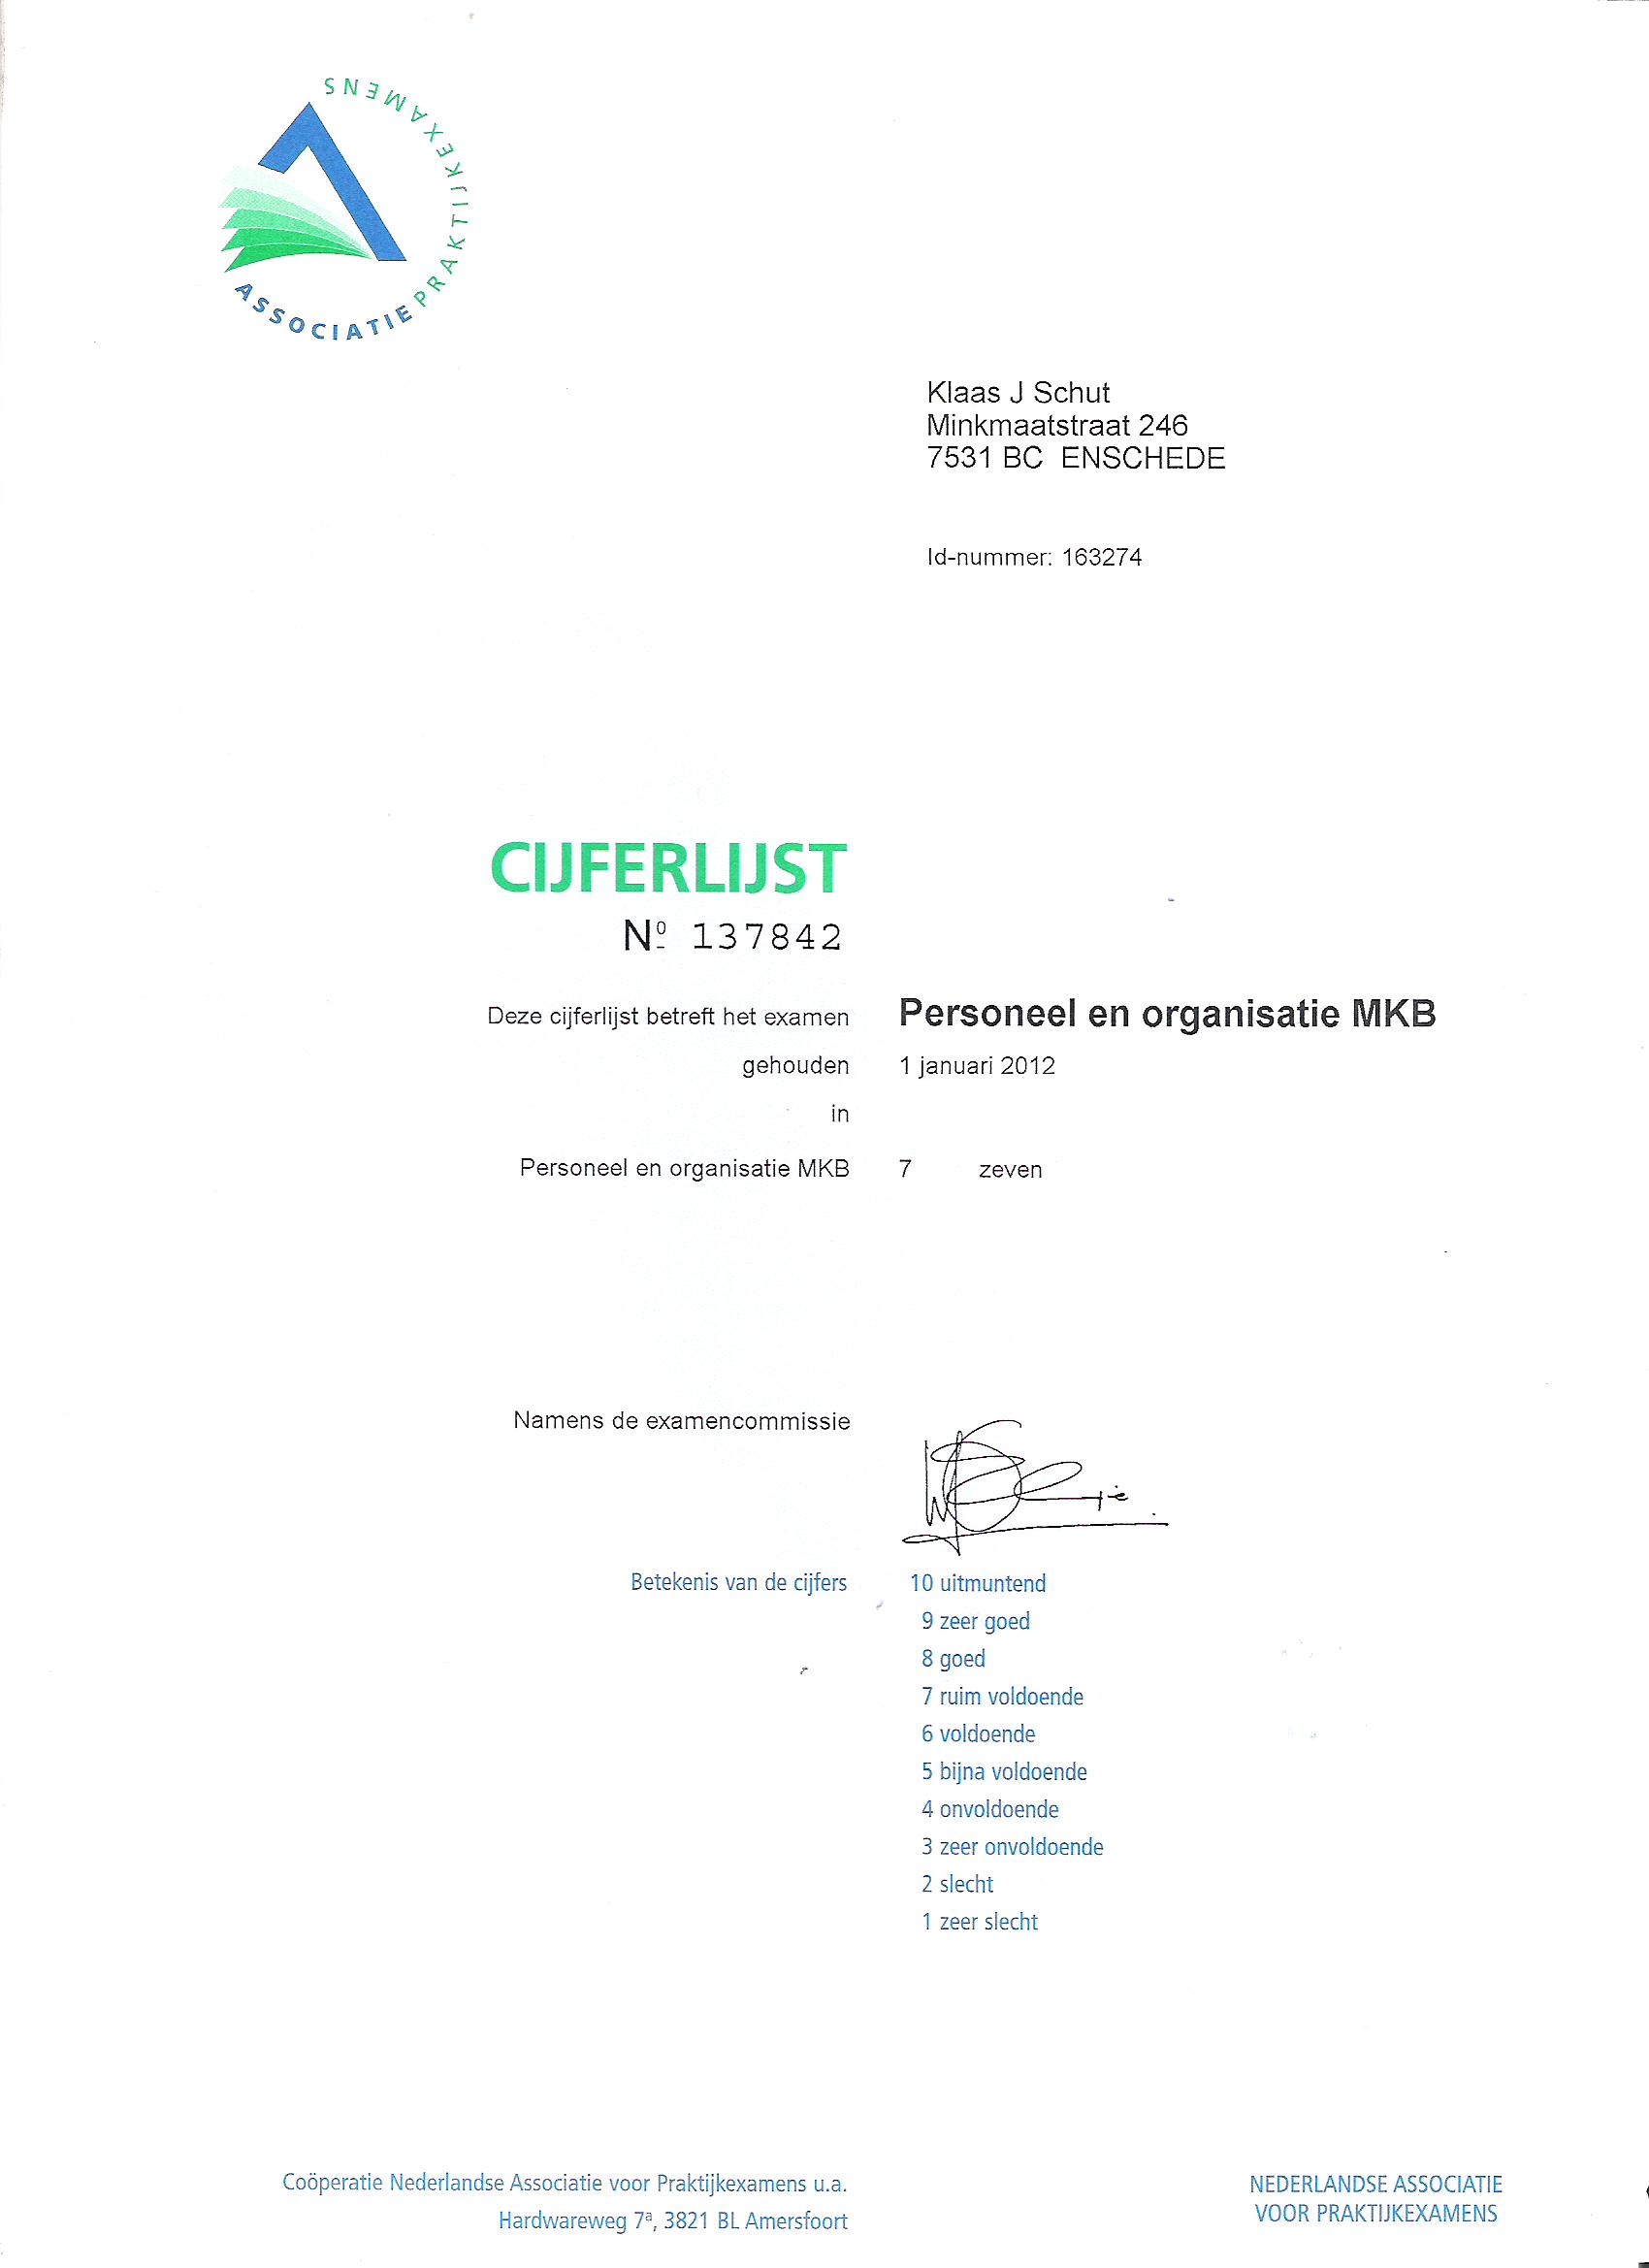 ASSOCIATIEPRAKTIJKEXAMENS
Klaas J Schut
Minkmaatstraat 246
7531 BC ENSCHEDE
Id-nummer: 163274
CIJFERLIJST
Nº 137842
Deze cijferlijst betreft het examen Personeel en organisatie MKB
gehouden 1 januari 2012
in
Personeel en organisatie MKB 7 zeven
Namens de examencommissie
Betekenis van de cijfers 10 uitmuntend
9 zeer goed
8 goed
7 ruim voldoende
6 voldoende
5 bijna voldoende
4 onvoldoende
3 zeer onvoldoende
2 slecht
1 zeer slecht
Coöperatie Nederlandse Associatie voor Praktijkexamens u.a.
Hardwareweg 7ª, 3821 BL Amersfoort
NEDERLANDSE ASSOCIATIE
VOOR PRAKTIJKEXAMENS